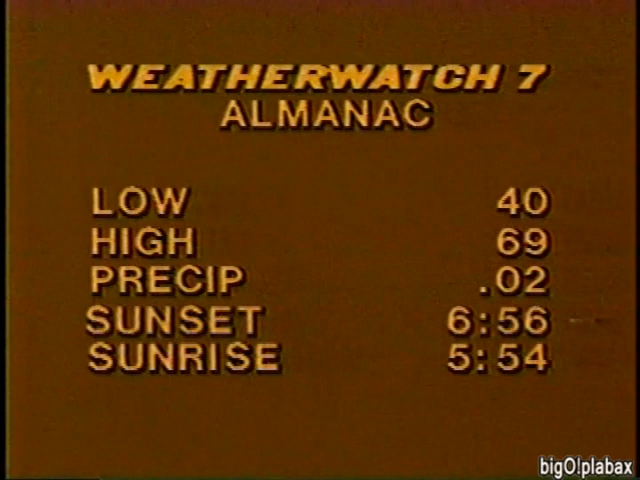 WEATHERWATCH 7
ALMANAC
LOW 40
HIGH 69
PRECIP .02
SUNSET 6:56
SUNRISE 5:54
bigO!plabax